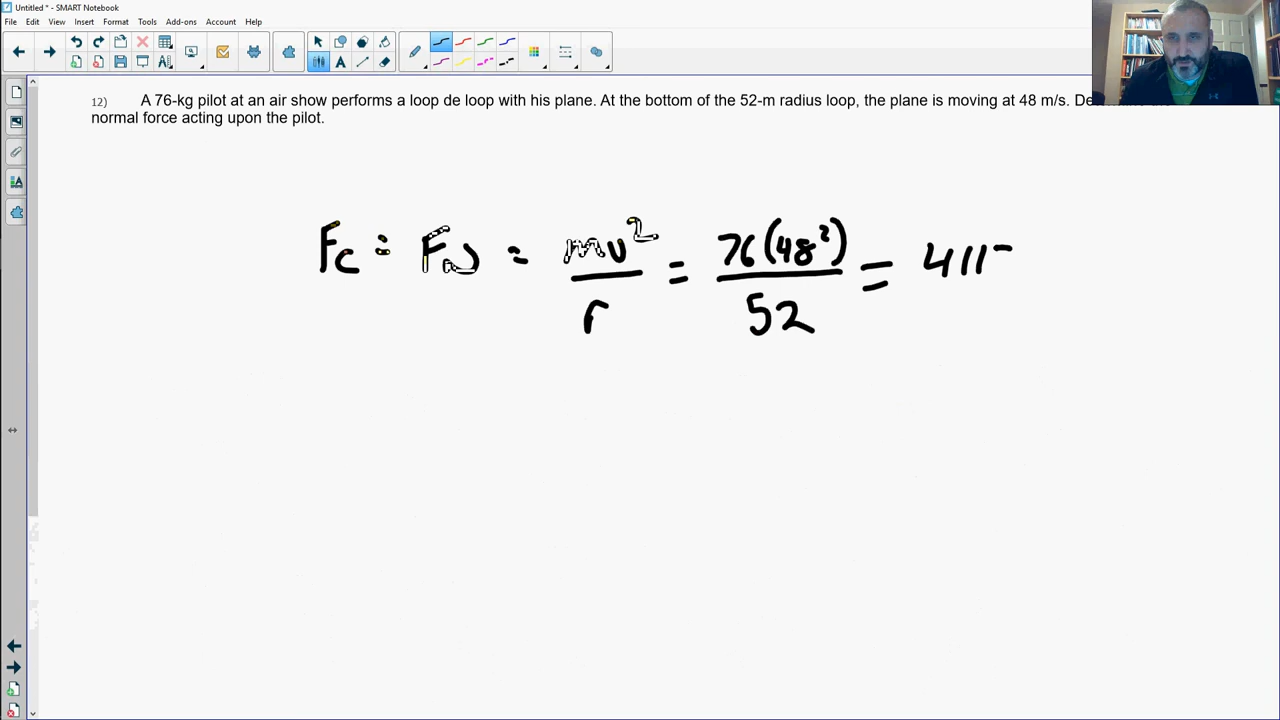 Untitled * - SMART Notebook
File Edit View Insert Format Tools Add-ons Account Help
12) A 76-kg pilot at an air show performs a loop de loop with his plane. At the bottom of the 52-m radius loop, the plane is moving at 48 m/s.
normal force acting upon the pilot.
Fc = FN = mv² / r = 76(48²) / 52 = 411